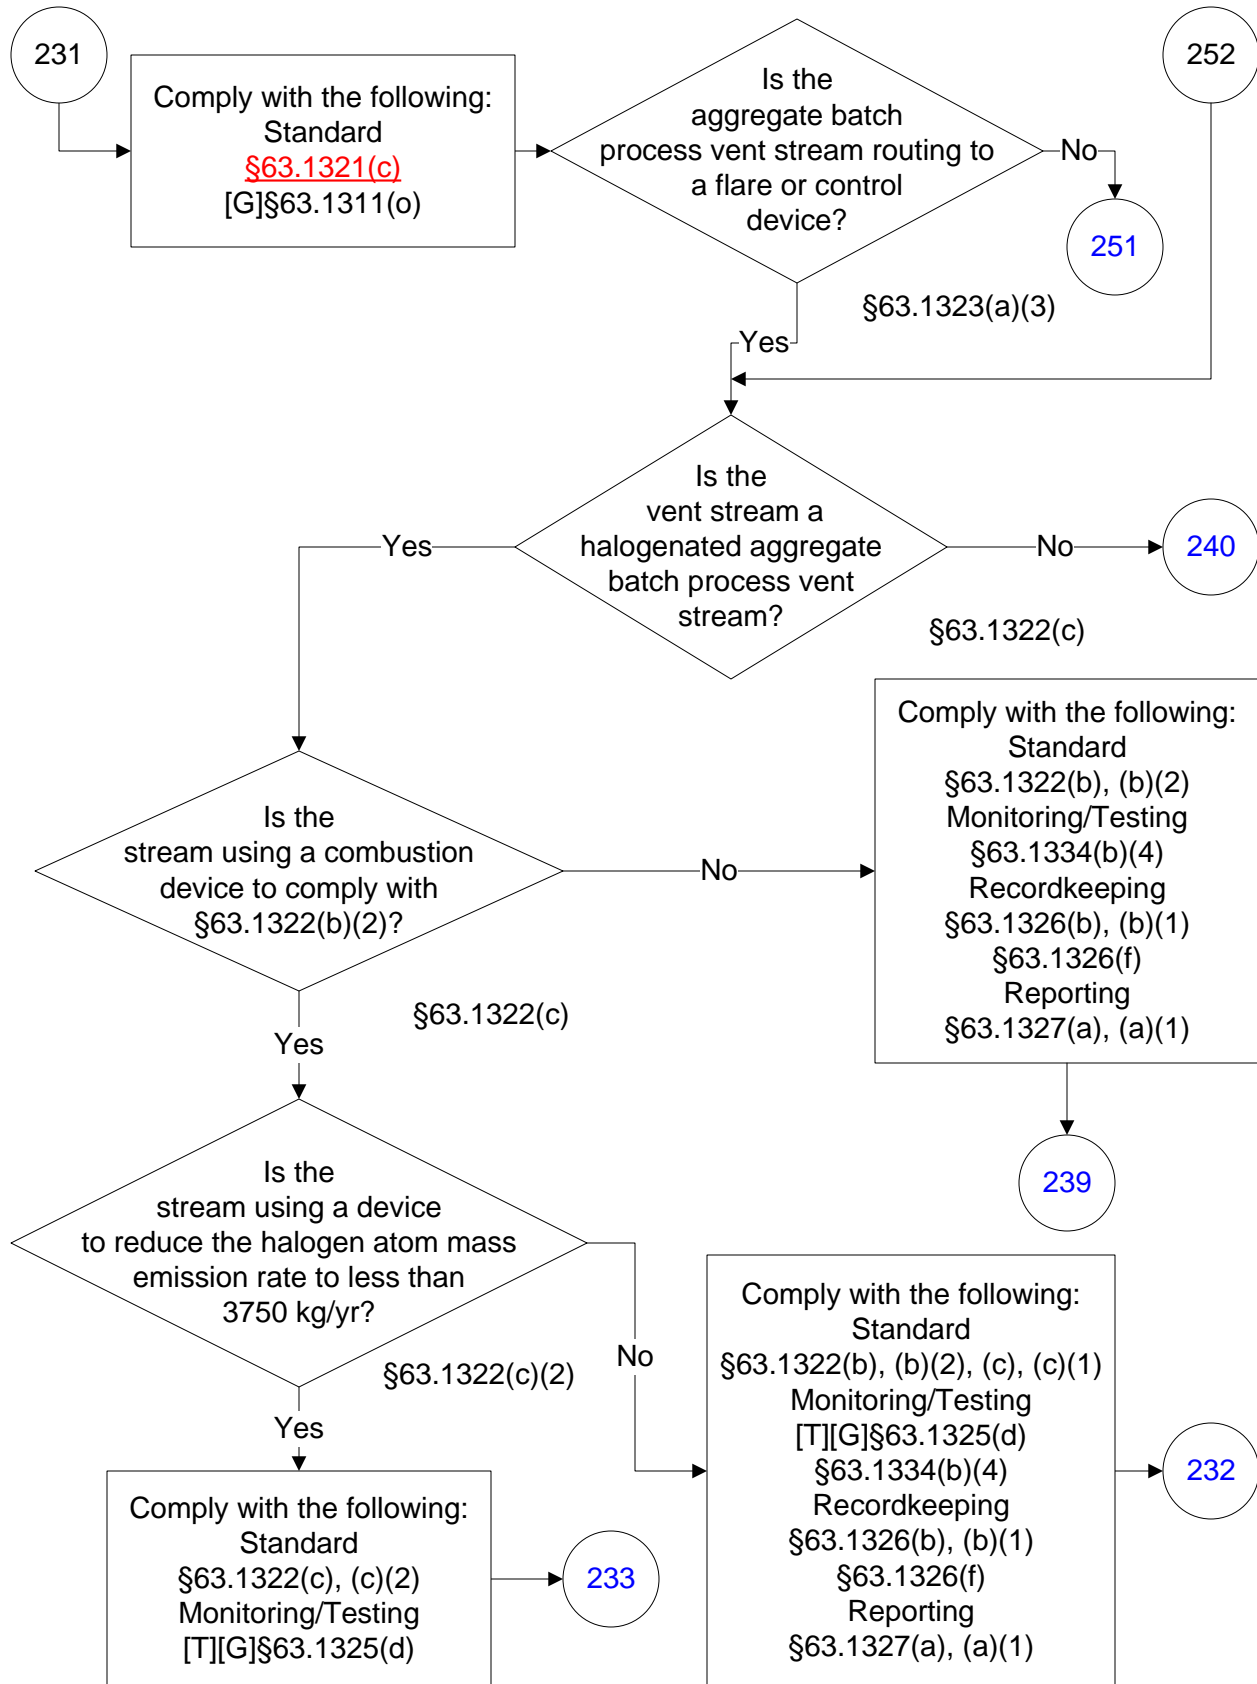 231
Comply with the following:
Standard
§63.1321(c)
[G]§63.1311(o)
Is the
aggregate batch
process vent stream routing to
a flare or control
device?
No
251
252
§63.1323(a)(3)
Yes
Is the
vent stream a
halogenated aggregate
batch process vent
stream?
Yes
No
240
§63.1322(c)
Is the
stream using a combustion
device to comply with
§63.1322(b)(2)?
No
Comply with the following:
Standard
§63.1322(b), (b)(2)
Monitoring/Testing
§63.1334(b)(4)
Recordkeeping
§63.1326(b), (b)(1)
§63.1326(f)
Reporting
§63.1327(a), (a)(1)
239
§63.1322(c)
Yes
Is the
stream using a device
to reduce the halogen atom mass
emission rate to less than
3750 kg/yr?
No
§63.1322(c)(2)
Yes
Comply with the following:
Standard
§63.1322(b), (b)(2), (c), (c)(1)
Monitoring/Testing
[T][G]§63.1325(d)
§63.1334(b)(4)
Recordkeeping
§63.1326(b), (b)(1)
§63.1326(f)
Reporting
§63.1327(a), (a)(1)
232
Comply with the following:
Standard
§63.1322(c), (c)(2)
Monitoring/Testing
[T][G]§63.1325(d)
233